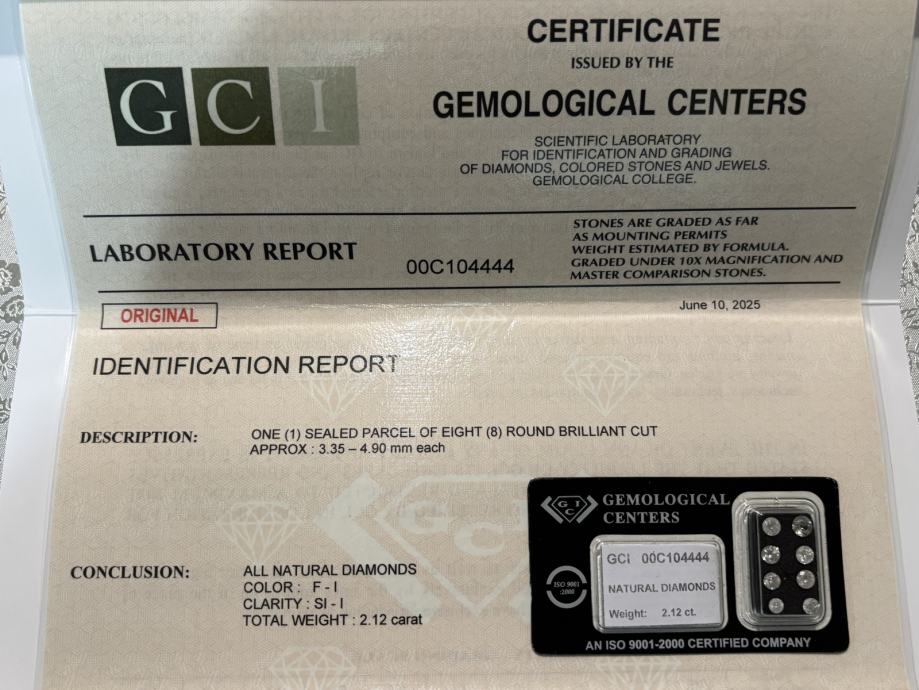 CERTIFICATE
ISSUED BY THE
GCI
GEMOLOGICAL CENTERS
SCIENTIFIC LABORATORY
FOR IDENTIFICATION AND GRADING
OF DIAMONDS, COLORED STONES AND JEWELS.
GEMOLOGICAL COLLEGE.
LABORATORY REPORT
00C104444
STONES ARE GRADED AS FAR
AS MOUNTING PERMITS
WEIGHT ESTIMATED BY FORMULA.
GRADED UNDER 10X MAGNIFICATION AND
MASTER COMPARISON STONES.
ORIGINAL
June 10, 2025
IDENTIFICATION REPORT
DESCRIPTION:
ONE (1) SEALED PARCEL OF EIGHT (8) ROUND BRILLIANT CUT
APPROX : 3.35 – 4.90 mm each
CONCLUSION:
ALL NATURAL DIAMONDS
COLOR : F - I
CLARITY : SI - I
TOTAL WEIGHT : 2.12 carat
GIC
GEMOLOGICAL
CENTERS
GCI 00C104444
NATURAL DIAMONDS
Weight: 2.12 ct.
ISO 9001
:2000
AN ISO 9001-2000 CERTIFIED COMPANY